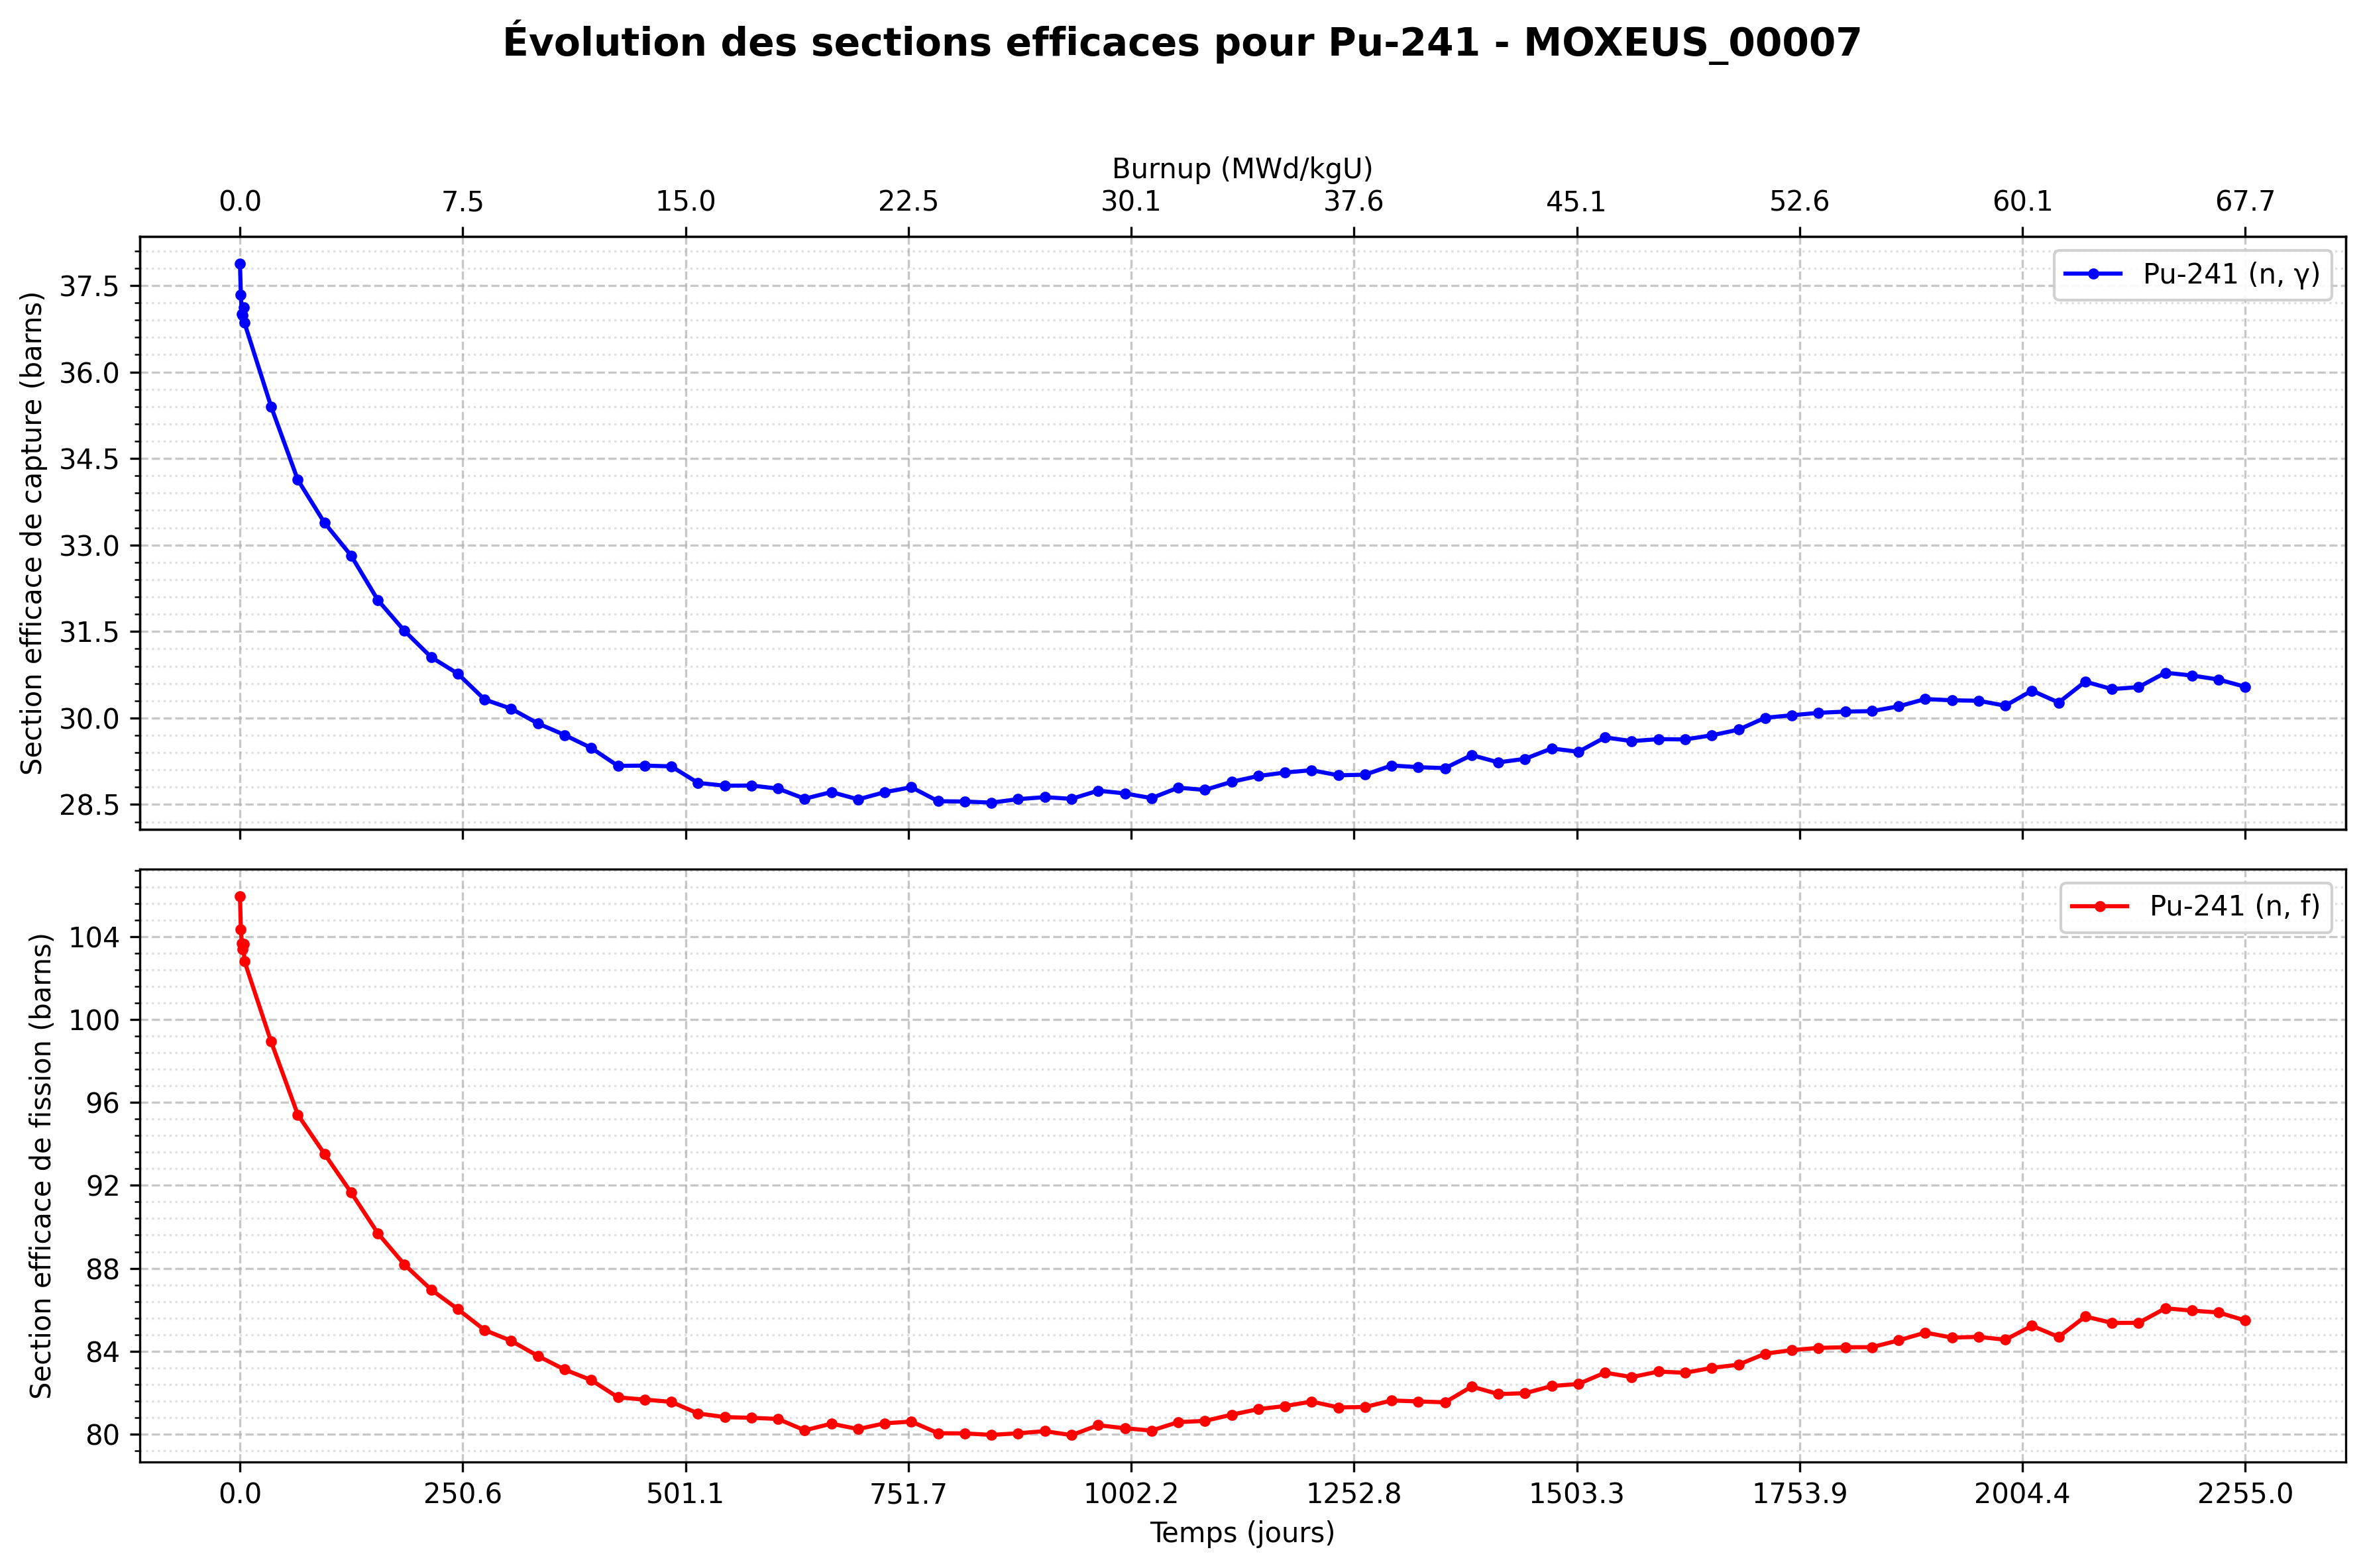 Évolution des sections efficaces pour Pu-241 - MOXEUS_00007
Burnup (MWd/kgU)
0.0 7.5 15.0 22.5 30.1 37.6 45.1 52.6 60.1 67.7
Section efficace de capture (barns)
37.5
36.0
34.5
33.0
31.5
30.0
28.5
Pu-241 (n, γ)
Section efficace de fission (barns)
104
100
96
92
88
84
80
Pu-241 (n, f)
0.0 250.6 501.1 751.7 1002.2 1252.8 1503.3 1753.9 2004.4 2255.0
Temps (jours)